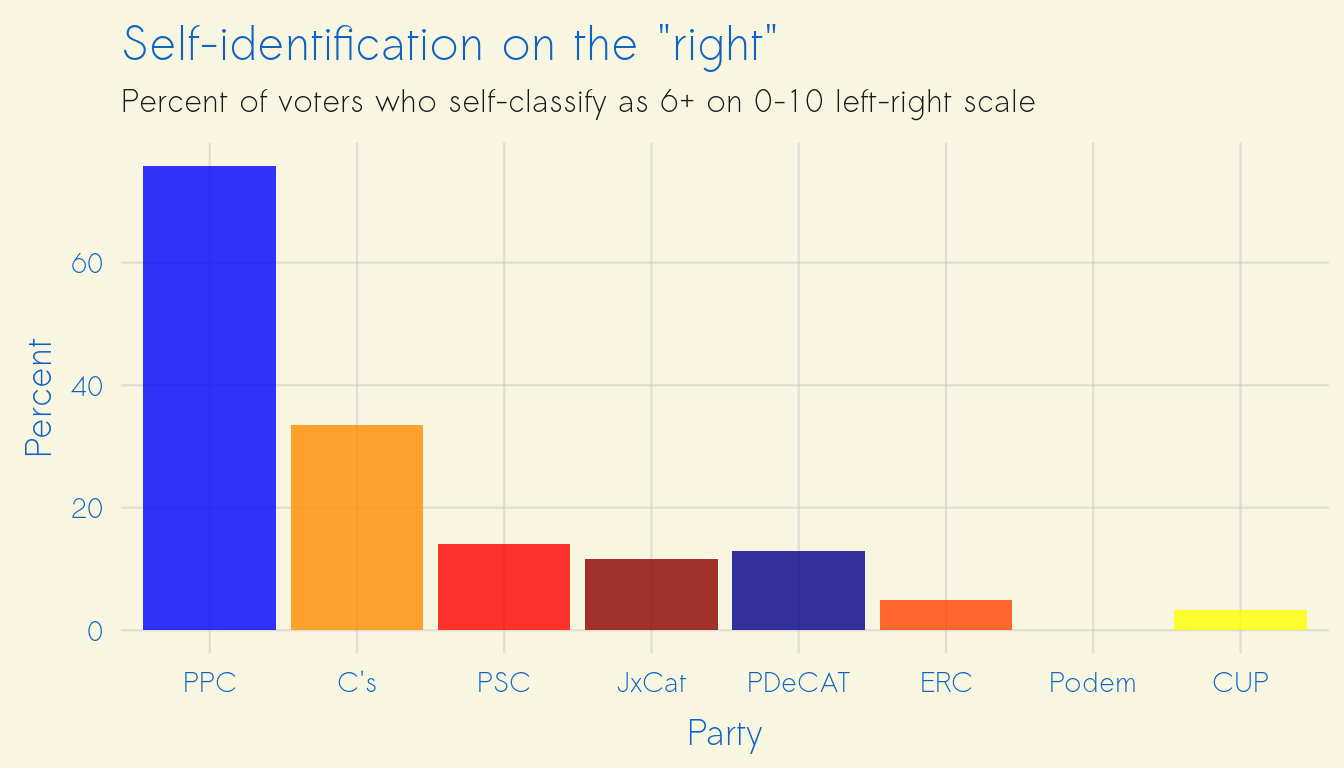 Self-identification on the "right"
Percent of voters who self-classify as 6+ on 0-10 left-right scale
Percent
60
40
20
0
PPC C's PSC JxCat PDeCAT ERC Podem CUP
Party